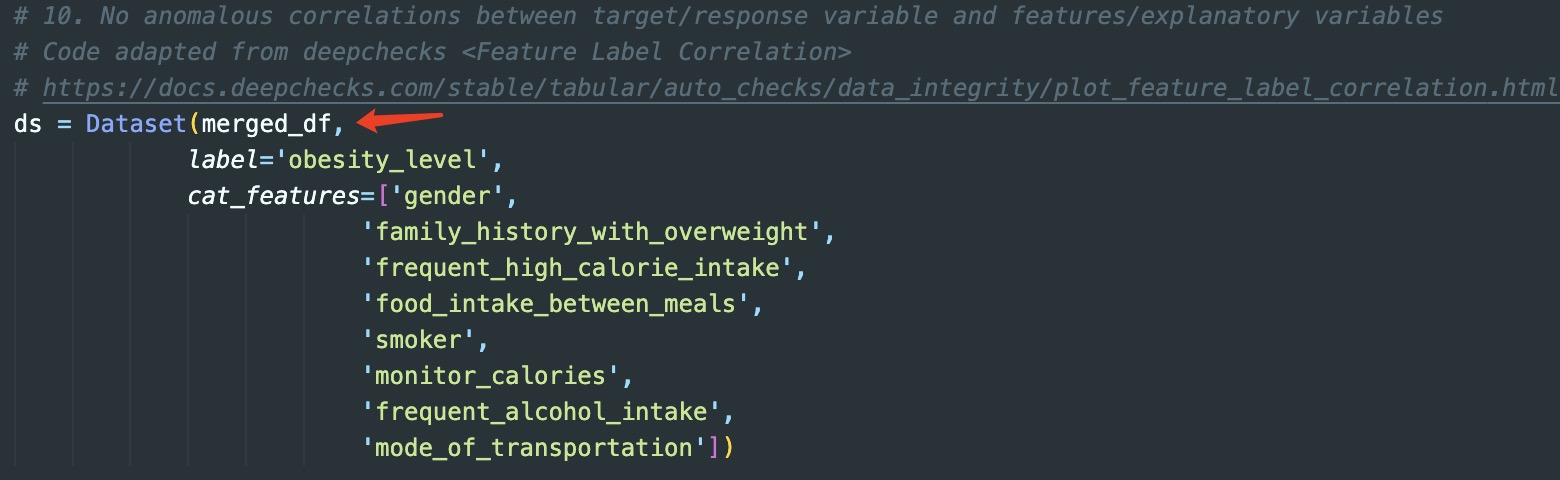 # 10. No anomalous correlations between target/response variable and features/explanatory variables
# Code adapted from deepchecks <Feature Label Correlation>
# https://docs.deepchecks.com/stable/tabular/auto_checks/data_integrity/plot_feature_label_correlation.html
ds = Dataset(merged_df,
label='obesity_level',
cat_features=['gender',
'family_history_with_overweight',
'frequent_high_calorie_intake',
'food_intake_between_meals',
'smoker',
'monitor_calories',
'frequent_alcohol_intake',
'mode_of_transportation'])